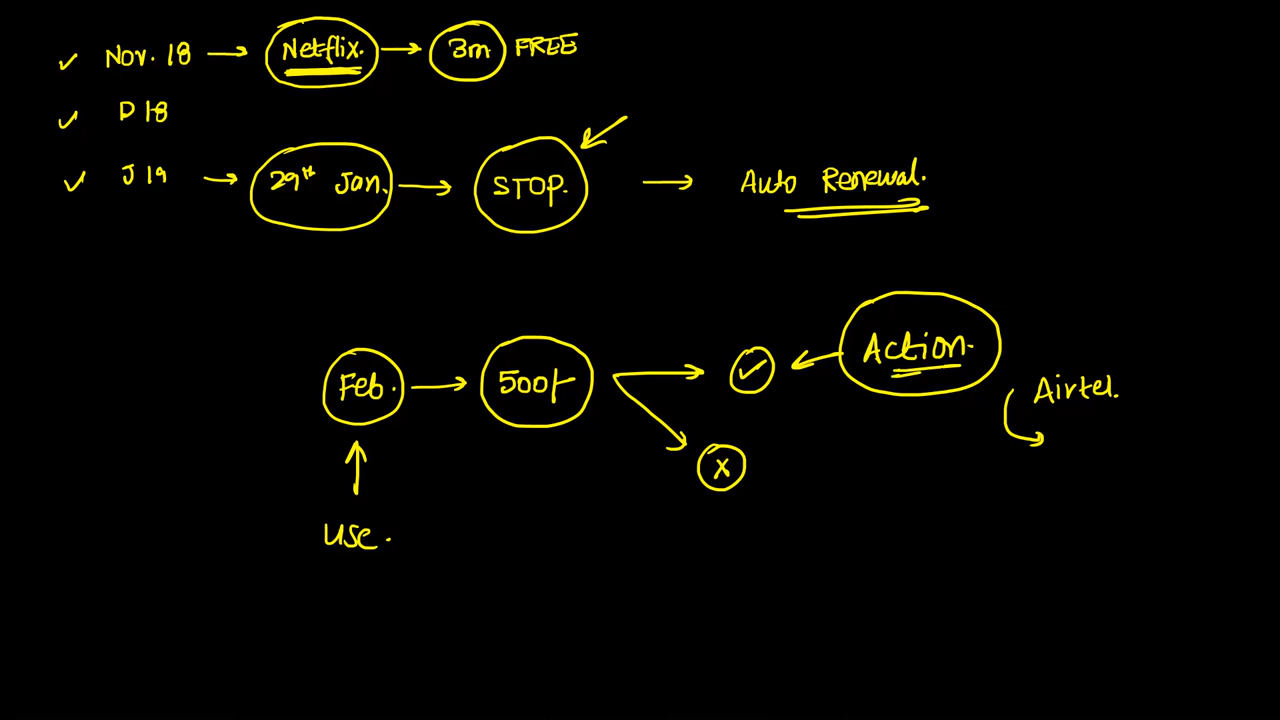 Nov. 18 → Netflix. → 3m FREE
D 18
J 19 → 29th Jan. → STOP. → Auto Renewal.
Action.
Feb. → 500/-
Airtel.
x
Use.